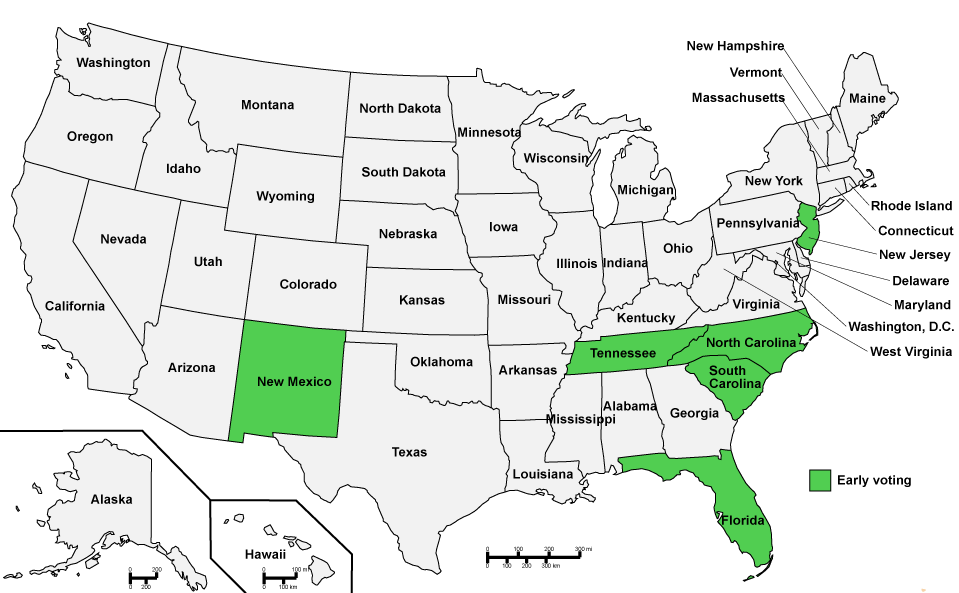 New Hampshire
Vermont
Massachusetts
Maine
Washington
Montana
North Dakota
Minnesota
Oregon
Idaho
Wisconsin
South Dakota
Michigan
New York
Wyoming
Rhode Island
Pennsylvania
Iowa
Connecticut
Nebraska
Nevada
Ohio
New Jersey
Utah
Illinois
Indiana
Colorado
Delaware
Kansas
Missouri
California
Virginia
Maryland
Kentucky
Washington, D.C.
North Carolina
West Virginia
Tennessee
Oklahoma
Arizona
Arkansas
South
Carolina
New Mexico
Alabama
Georgia
Mississippi
Texas
Louisiana
Early voting
Alaska
Florida
Hawaii
100 200 300 mi
0
0 100 200 300 km
0 200
0 200
0 100 mi
0 100 km